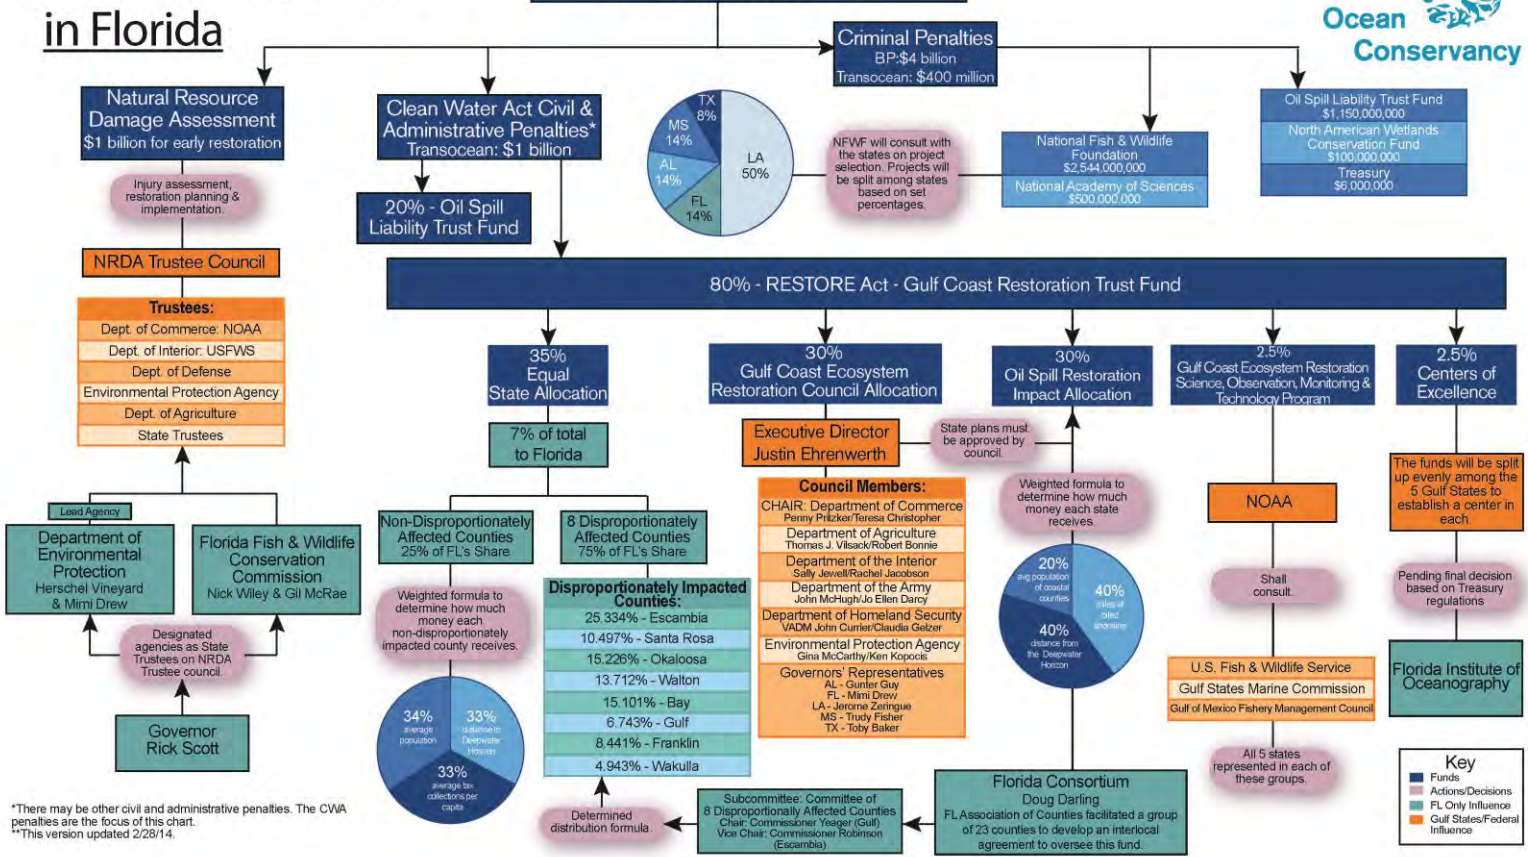 in Florida
Ocean
Conservancy
Criminal Penalties
BP:$4 billion
Transocean: $400 million
Natural Resource
Damage Assessment
$1 billion for early restoration
Clean Water Act Civil &
Administrative Penalties*
Transocean: $1 billion
TX
8%
MS
14%
AL
14%
FL
14%
LA
50%
NFWF will consult with
the states on project
selection. Projects will
be split among states
based on set
percentages.
National Fish & Wildlife
Foundation
$2,544,000,000
National Academy of Sciences
$500,000,000
Oil Spill Liability Trust Fund
$1,150,000,000
North American Wetlands
Conservation Fund
$100,000,000
Treasury
$6,000,000
Injury assessment,
restoration planning &
implementation.
20% - Oil Spill
Liability Trust Fund
NRDA Trustee Council
80% - RESTORE Act - Gulf Coast Restoration Trust Fund
Trustees:
Dept. of Commerce: NOAA
Dept. of Interior: USFWS
Dept. of Defense
Environmental Protection Agency
Dept. of Agriculture
State Trustees
35%
Equal
State Allocation
30%
Gulf Coast Ecosystem
Restoration Council Allocation
30%
Oil Spill Restoration
Impact Allocation
2.5%
Gulf Coast Ecosystem Restoration
Science, Observation, Monitoring &
Technology Program
2.5%
Centers of
Excellence
7% of total
to Florida
Executive Director
Justin Ehrenwerth
State plans must
be approved by
council.
Weighted formula to
determine how much
money each state
receives.
NOAA
The funds will be split
up evenly among the
5 Gulf States to
establish a center in
each.
Lead Agency
Department of
Environmental
Protection
Herschel Vineyard
& Mimi Drew
Florida Fish & Wildlife
Conservation
Commission
Nick Wiley & Gil McRae
Non-Disproportionately
Affected Counties
25% of FL's Share
8 Disproportionately
Affected Counties
75% of FL's Share
Council Members:
CHAIR: Department of Commerce
Penny Pritzker/Teresa Christopher
Department of Agriculture
Thomas J. Vilsack/Robert Bonnie
Department of the Interior
Sally Jewell/Rachel Jacobson
Department of the Army
John McHugh/Jo Ellen Darcy
Department of Homeland Security
VADM John Currier/Claudia Gelzer
Environmental Protection Agency
Gina McCarthy/Ken Kopocis
Governors' Representatives
AL - Gunter Guy
FL - Mimi Drew
LA - Jerome Zeringue
MS - Trudy Fisher
TX - Toby Baker
20%
avg population
of coastal
counties
40%
miles of
oiled
shoreline
40%
distance from
the Deepwater
Horizon
Shall
consult.
Pending final decision
based on Treasury
regulations
Weighted formula to
determine how much
money each
non-disproportionately
impacted county receives.
Disproportionately Impacted
Counties:
25.334% - Escambia
10.497% - Santa Rosa
15.226% - Okaloosa
13.712% - Walton
15.101% - Bay
6.743% - Gulf
8.441% - Franklin
4.943% - Wakulla
Designated
agencies as State
Trustees on NRDA
Trustee council.
Governor
Rick Scott
34%
average
population
33%
distance to
Deepwater
Horizon
33%
average tax
collections per
capita
U.S. Fish & Wildlife Service
Gulf States Marine Commission
Gulf of Mexico Fishery Management Council
Florida Institute of
Oceanography
All 5 states
represented in each of
these groups.
Key
Funds
Actions/Decisions
FL Only Influence
Gulf States/Federal
Influence
Determined
distribution formula.
Subcommittee: Committee of
8 Disproportionally Affected Counties
Chair: Commissioner Yeager (Gulf)
Vice Chair: Commissioner Robinson
(Escambia)
Florida Consortium
Doug Darling
FL Association of Counties facilitated a group
of 23 counties to develop an interlocal
agreement to oversee this fund.
*There may be other civil and administrative penalties. The CWA
penalties are the focus of this chart.
**This version updated 2/28/14.